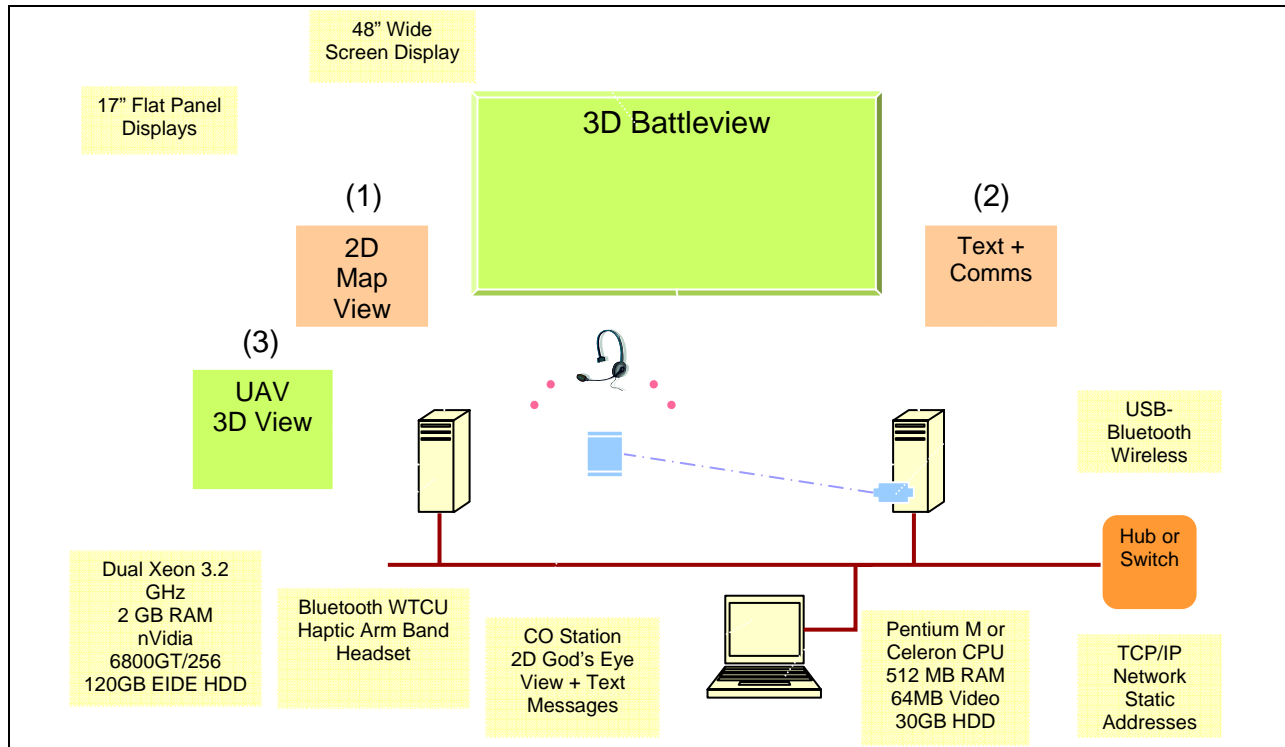 48” Wide
Screen Display
17” Flat Panel
Displays
3D Battleview
(1)
(2)
2D
Map
View
Text +
Comms
(3)
UAV
3D View
USB-
Bluetooth
Wireless
Hub or
Switch
Dual Xeon 3.2
GHz
2 GB RAM
nVidia
6800GT/256
120GB EIDE HDD
Bluetooth WTCU
Haptic Arm Band
Headset
CO Station
2D God’s Eye
View + Text
Messages
Pentium M or
Celeron CPU
512 MB RAM
64MB Video
30GB HDD
TCP/IP
Network
Static
Addresses